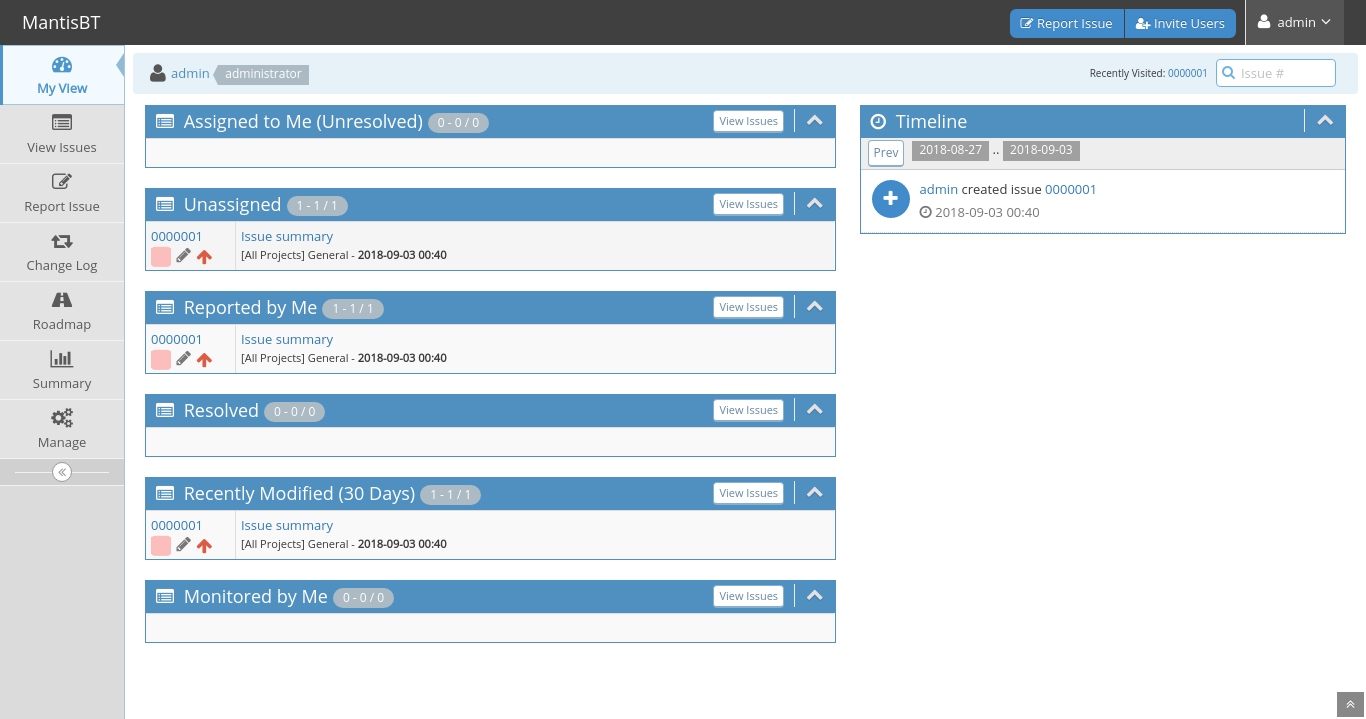 MantisBT
Report Issue
Invite Users
admin
My View
View Issues
Report Issue
Change Log
Roadmap
Summary
Manage
admin administrator
Recently Visited: 0000001
Issue #
Assigned to Me (Unresolved) 0 - 0 / 0
View Issues
Unassigned 1 - 1 / 1
View Issues
0000001
Issue summary
[All Projects] General - 2018-09-03 00:40
Reported by Me 1 - 1 / 1
View Issues
0000001
Issue summary
[All Projects] General - 2018-09-03 00:40
Resolved 0 - 0 / 0
View Issues
Recently Modified (30 Days) 1 - 1 / 1
View Issues
0000001
Issue summary
[All Projects] General - 2018-09-03 00:40
Monitored by Me 0 - 0 / 0
View Issues
Timeline
Prev 2018-08-27 .. 2018-09-03
admin created issue 0000001
2018-09-03 00:40